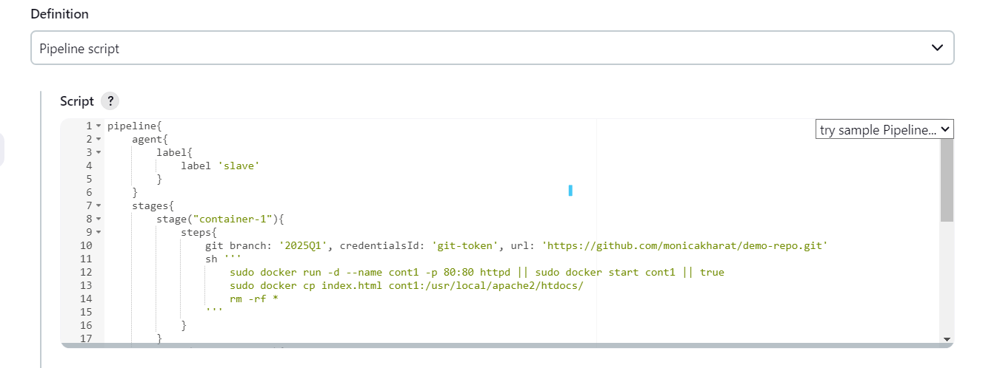 Definition
Pipeline script
Script ?
try sample Pipeline...
1 pipeline{
2 agent{
3 label{
4 label 'slave'
5 }
6 }
7 stages{
8 stage("container-1"){
9 steps{
10 git branch: '2025Q1', credentialsId: 'git-token', url: 'https://github.com/monicakharat/demo-repo.git'
11 sh '''
12 sudo docker run -d --name cont1 -p 80:80 httpd || sudo docker start cont1 || true
13 sudo docker cp index.html cont1:/usr/local/apache2/htdocs/
14 rm -rf *
15 '''
16 }
17 }